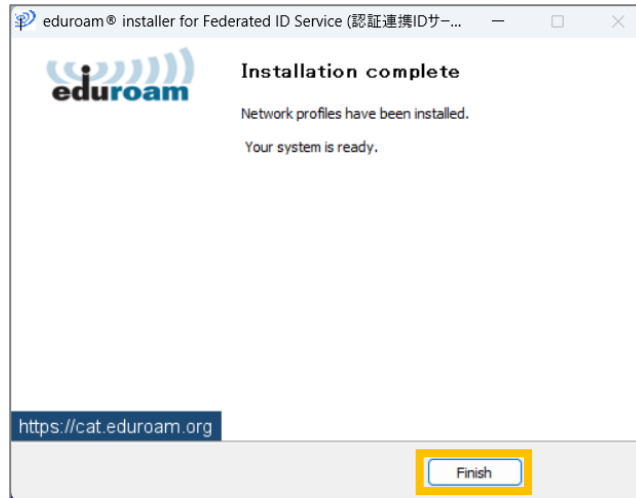 eduroam® installer for Federated ID Service (認証連携IDサー...
eduroam
Installation complete
Network profiles have been installed.
Your system is ready.
https://cat.eduroam.org
Finish